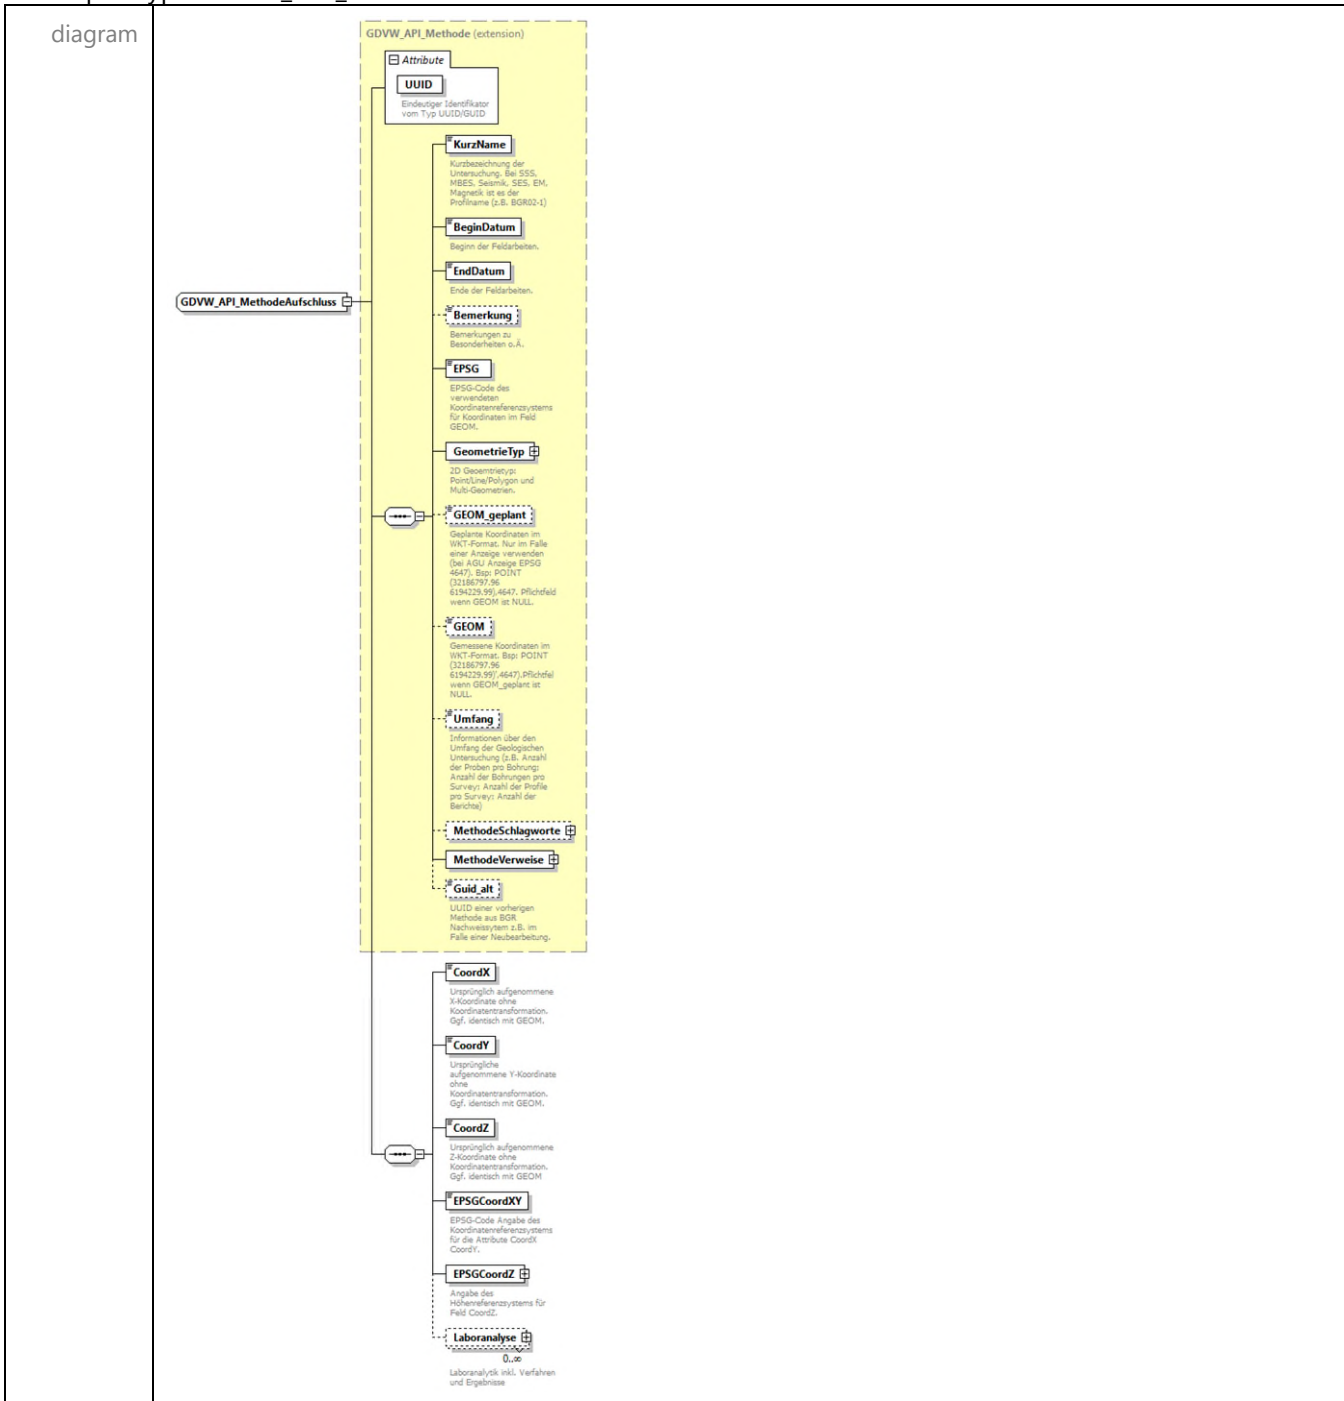 diagram
GDVW_API_Methode (extension)
Attribute
UUID
Eindeutiger Identifikator
vom Typ UUID/GUID
KurzName
Kurzbezeichnung der
Untersuchung. Bei SSS,
MBES, Seismik, SES, EM,
Magnetik ist es der
Profilname (z.B. BGR02-1)
BeginDatum
Beginn der Feldarbeiten.
EndDatum
Ende der Feldarbeiten.
GDVW_API_MethodeAufschluss
Bemerkung
Bemerkungen zu
Besonderheiten o.Ä.
EPSG
EPSG-Code des
verwendeten
Koordinatenreferenzsystems
für Koordinaten im Feld
GEOM.
GeometrieTyp
2D Geoemtrietyp:
Point/Line/Polygon und
Multi-Geometrien.
GEOM_geplant
Geplante Koordinaten im
WKT-Format. Nur im Falle
einer Anzeige verwenden
(bei AGU Anzeige EPSG
4647). Bsp: POINT
(32186797.96
6194229.99),4647. Pflichtfeld
wenn GEOM ist NULL.
GEOM
Gemessene Koordinaten im
WKT-Format. Bsp: POINT
(32186797.96
6194229.99)',4647).Pflichtfel
wenn GEOM_geplant ist
NULL.
Umfang
Informationen über den
Umfang der Geologischen
Untersuchung (z.B. Anzahl
der Proben pro Bohrung;
Anzahl der Bohrungen pro
Survey; Anzahl der Profile
pro Survey; Anzahl der
Berichte)
MethodeSchlagworte
MethodeVerweise
Guid_alt
UUID einer vorherigen
Methode aus BGR
Nachweissytem z.B. im
Falle einer Neubearbeitung.
CoordX
Ursprünglich aufgenommene
X-Koordinate ohne
Koordinatentransformation.
Ggf. identisch mit GEOM.
CoordY
Ursprüngliche
aufgenommene Y-Koordinate
ohne
Koordinatentransformation.
Ggf. identisch mit GEOM.
CoordZ
Ursprünglich aufgenommene
Z-Koordinate ohne
Koordinatentransformation.
Ggf. identisch mit GEOM
EPSGCoordXY
EPSG-Code Angabe des
Koordinatenreferenzsystems
für die Attribute CoordX
CoordY.
EPSGCoordZ
Angabe des
Höhenreferenzsystems für
Feld CoordZ.
Laboranalyse
0..∞
Laboranalytik inkl. Verfahren
und Ergebnisse